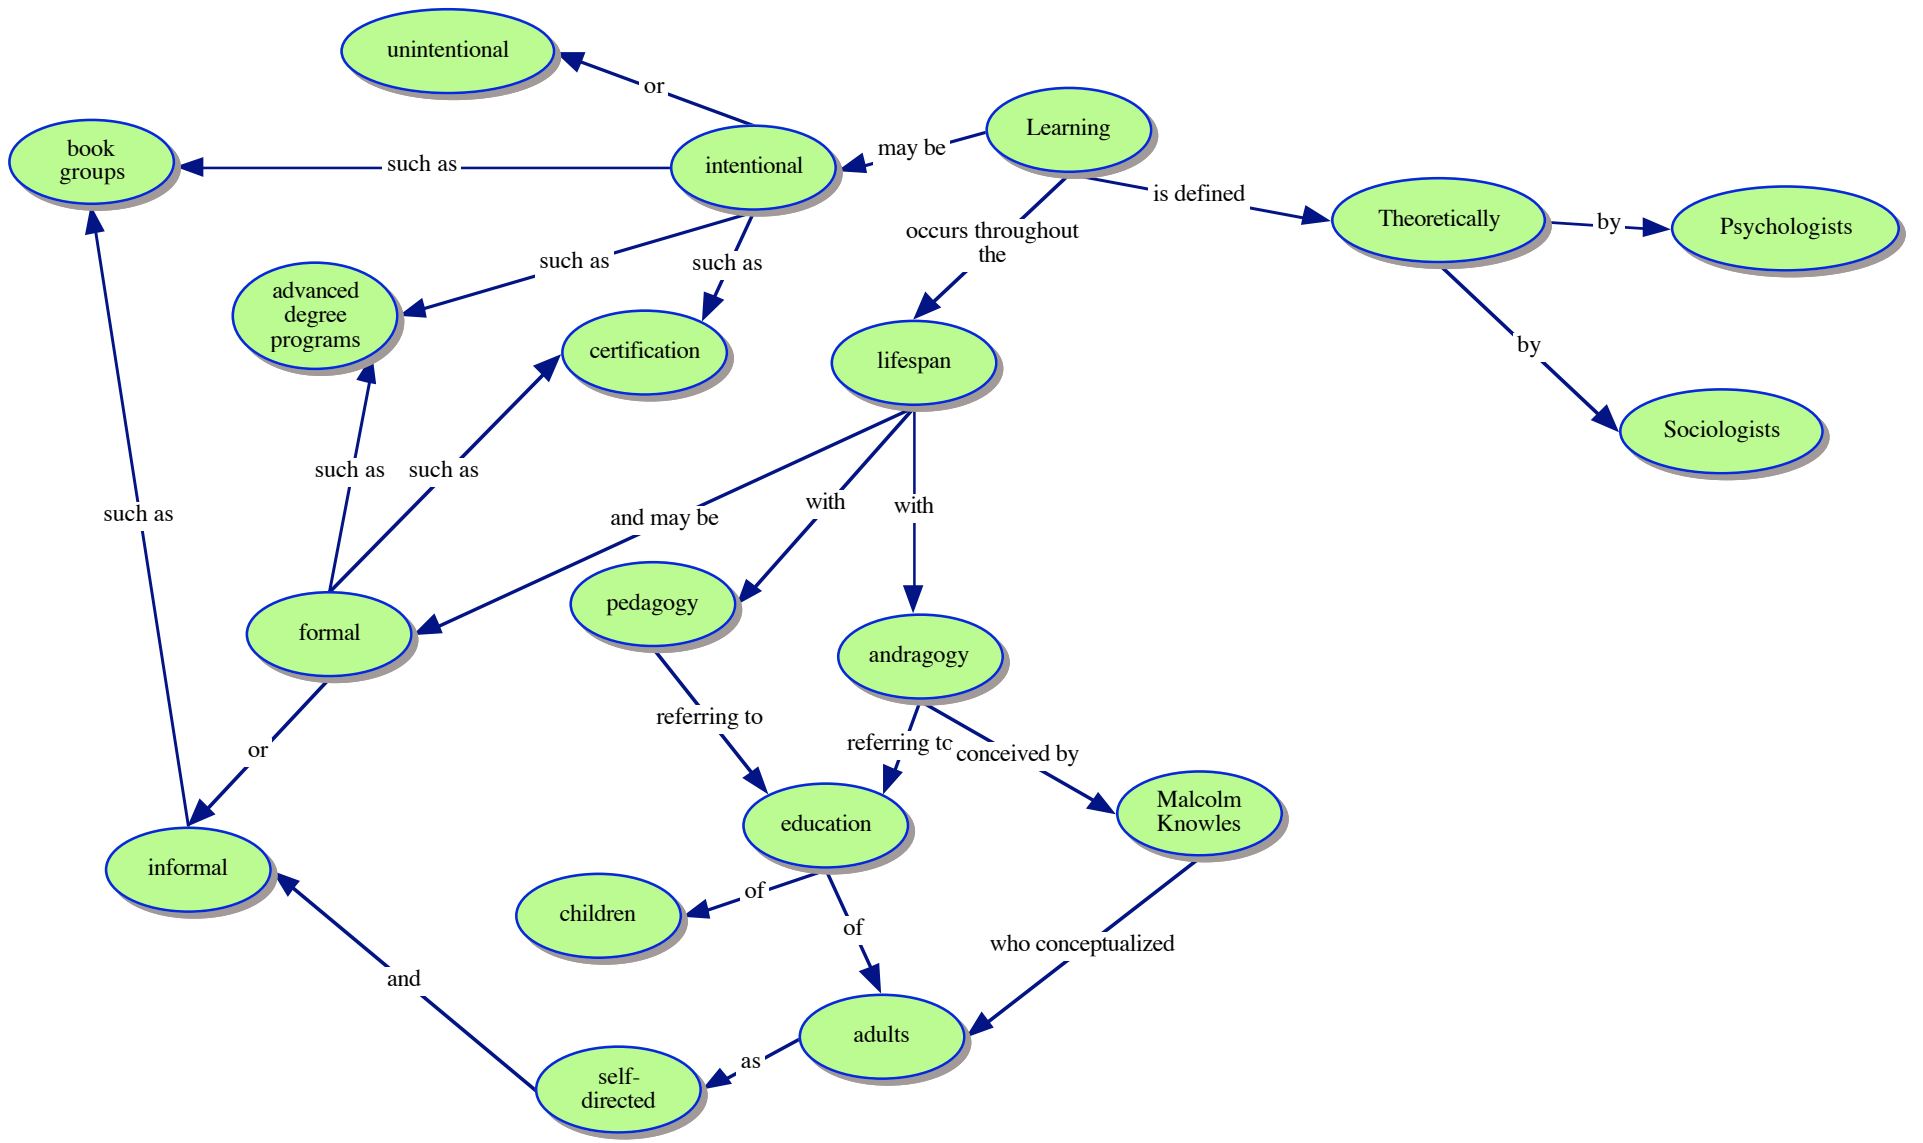 unintentional
or
Learning
book
groups
such as
intentional
may be
is defined
Theoretically
by
Psychologists
occurs throughout
the
such as
such as
advanced
degree
programs
certification
lifespan
by
Sociologists
such as
such as
such as
and may be
with
with
pedagogy
formal
andragogy
referring to
or
referring to
conceived by
Malcolm
Knowles
education
informal
of
children
of
who conceptualized
and
adults
as
self-
directed